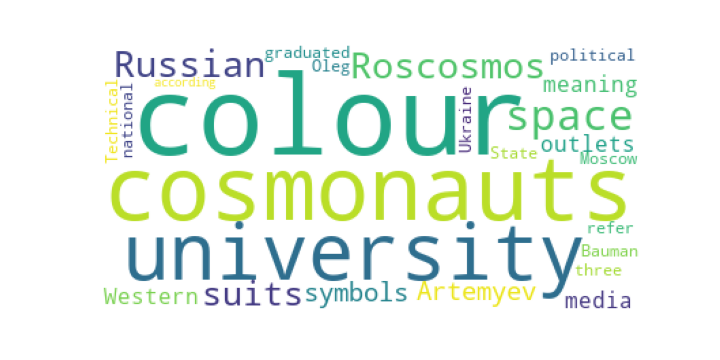 graduated
political
Russian
Oleg
Roscosmos
according
meaning
colour
Technical
national
Ukraine
space
outlets
State
Moscow
cosmonauts
university
refer
Bauman
three
Western
suits
symbols
Artemyev
media